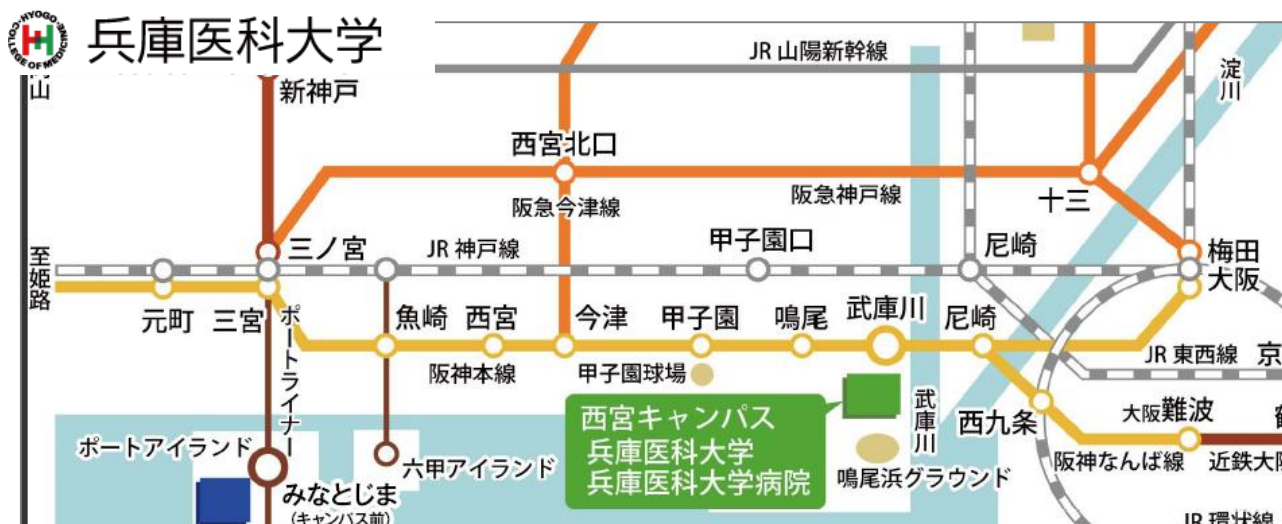 HYOGO
COLLEGE OF MEDICINE
兵庫医科大学
山
新神戸
JR 山陽新幹線
淀川
西宮北口
阪急今津線
阪急神戸線
十三
至姫路
三ノ宮
JR 神戸線
甲子園口
尼崎
梅田
大阪
元町
三宮
ポートライナー
魚崎
西宮
今津
甲子園
鳴尾
武庫川
尼崎
阪神本線
甲子園球場
JR 東西線
京
西宮キャンパス
兵庫医科大学
兵庫医科大学病院
武庫川
西九条
大阪難波
ポートアイランド
六甲アイランド
鳴尾浜グラウンド
阪神なんば線
近鉄大阪
みなとじま
(キャンパス前)
JR 環状線